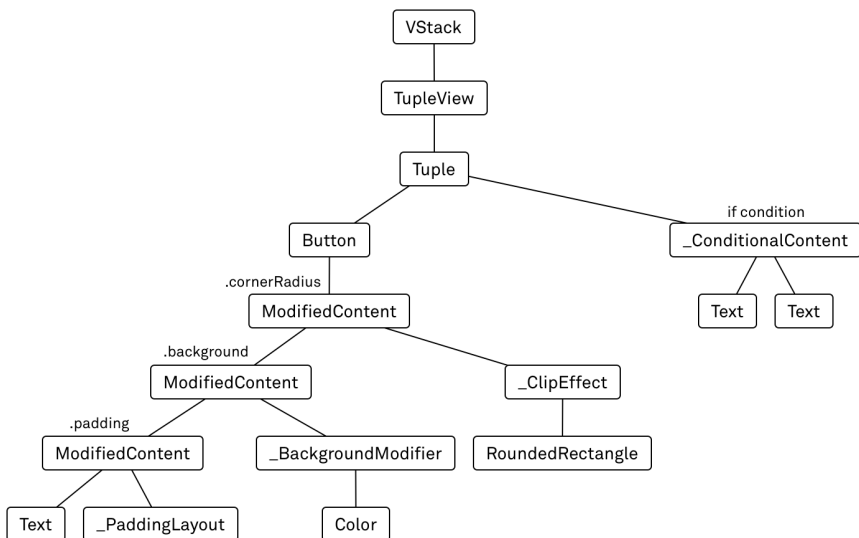 VStack
TupleView
Tuple
if condition
Button
_ConditionalContent
.cornerRadius
ModifiedContent
Text
Text
.background
ModifiedContent
_ClipEffect
.padding
ModifiedContent
_BackgroundModifier
RoundedRectangle
Text
_PaddingLayout
Color